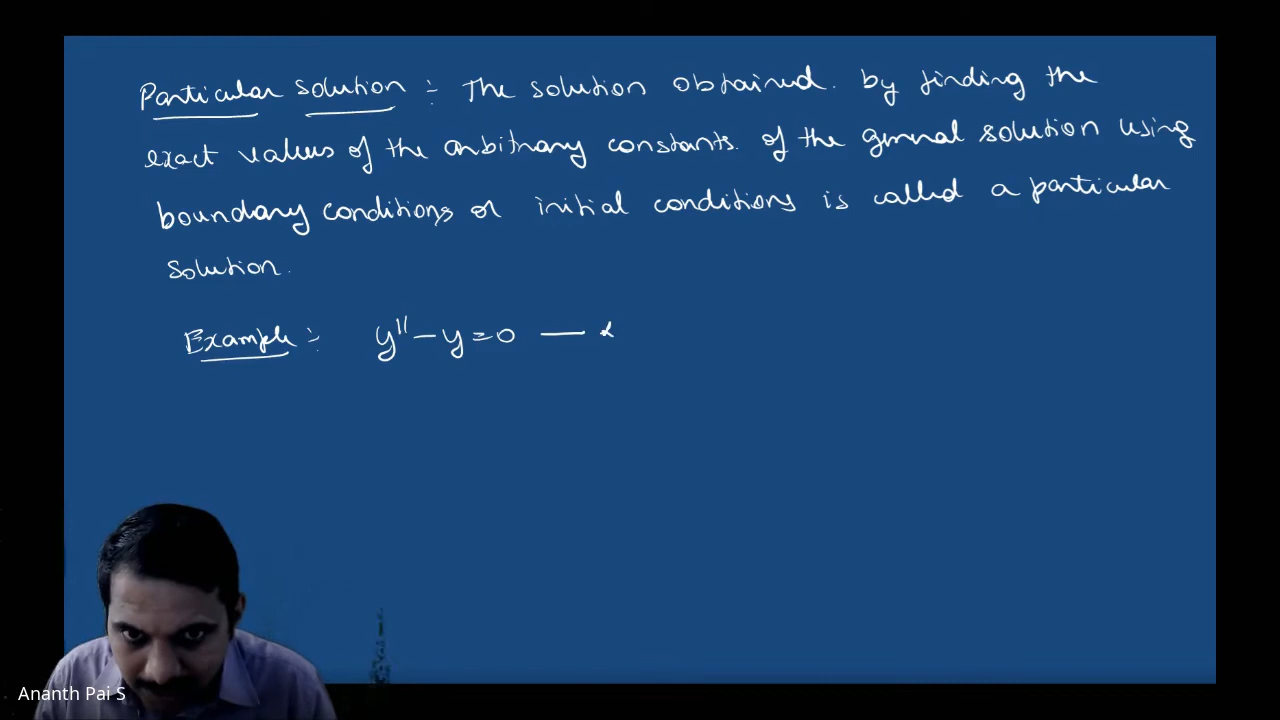 Particular solution :- The solution obtained. by finding the
exact values of the arbitrary constants. of the general solution using
boundary conditions or initial conditions is called a particular
solution.
Example :- y'' - y = 0 —
Ananth Pai S